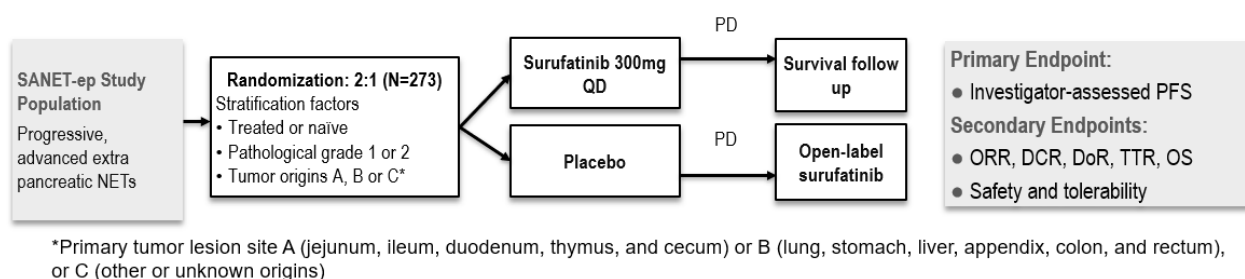 SANET-ep Study
Population
Progressive,
advanced extra
pancreatic NETs
Randomization: 2:1 (N=273)
Stratification factors
• Treated or naïve
• Pathological grade 1 or 2
• Tumor origins A, B or C*
Surufatinib 300mg
QD
PD
Survival follow
up
Placebo
PD
Open-label
surufatinib
Primary Endpoint:
● Investigator-assessed PFS
Secondary Endpoints:
● ORR, DCR, DoR, TTR, OS
● Safety and tolerability
*Primary tumor lesion site A (jejunum, ileum, duodenum, thymus, and cecum) or B (lung, stomach, liver, appendix, colon, and rectum),
or C (other or unknown origins)